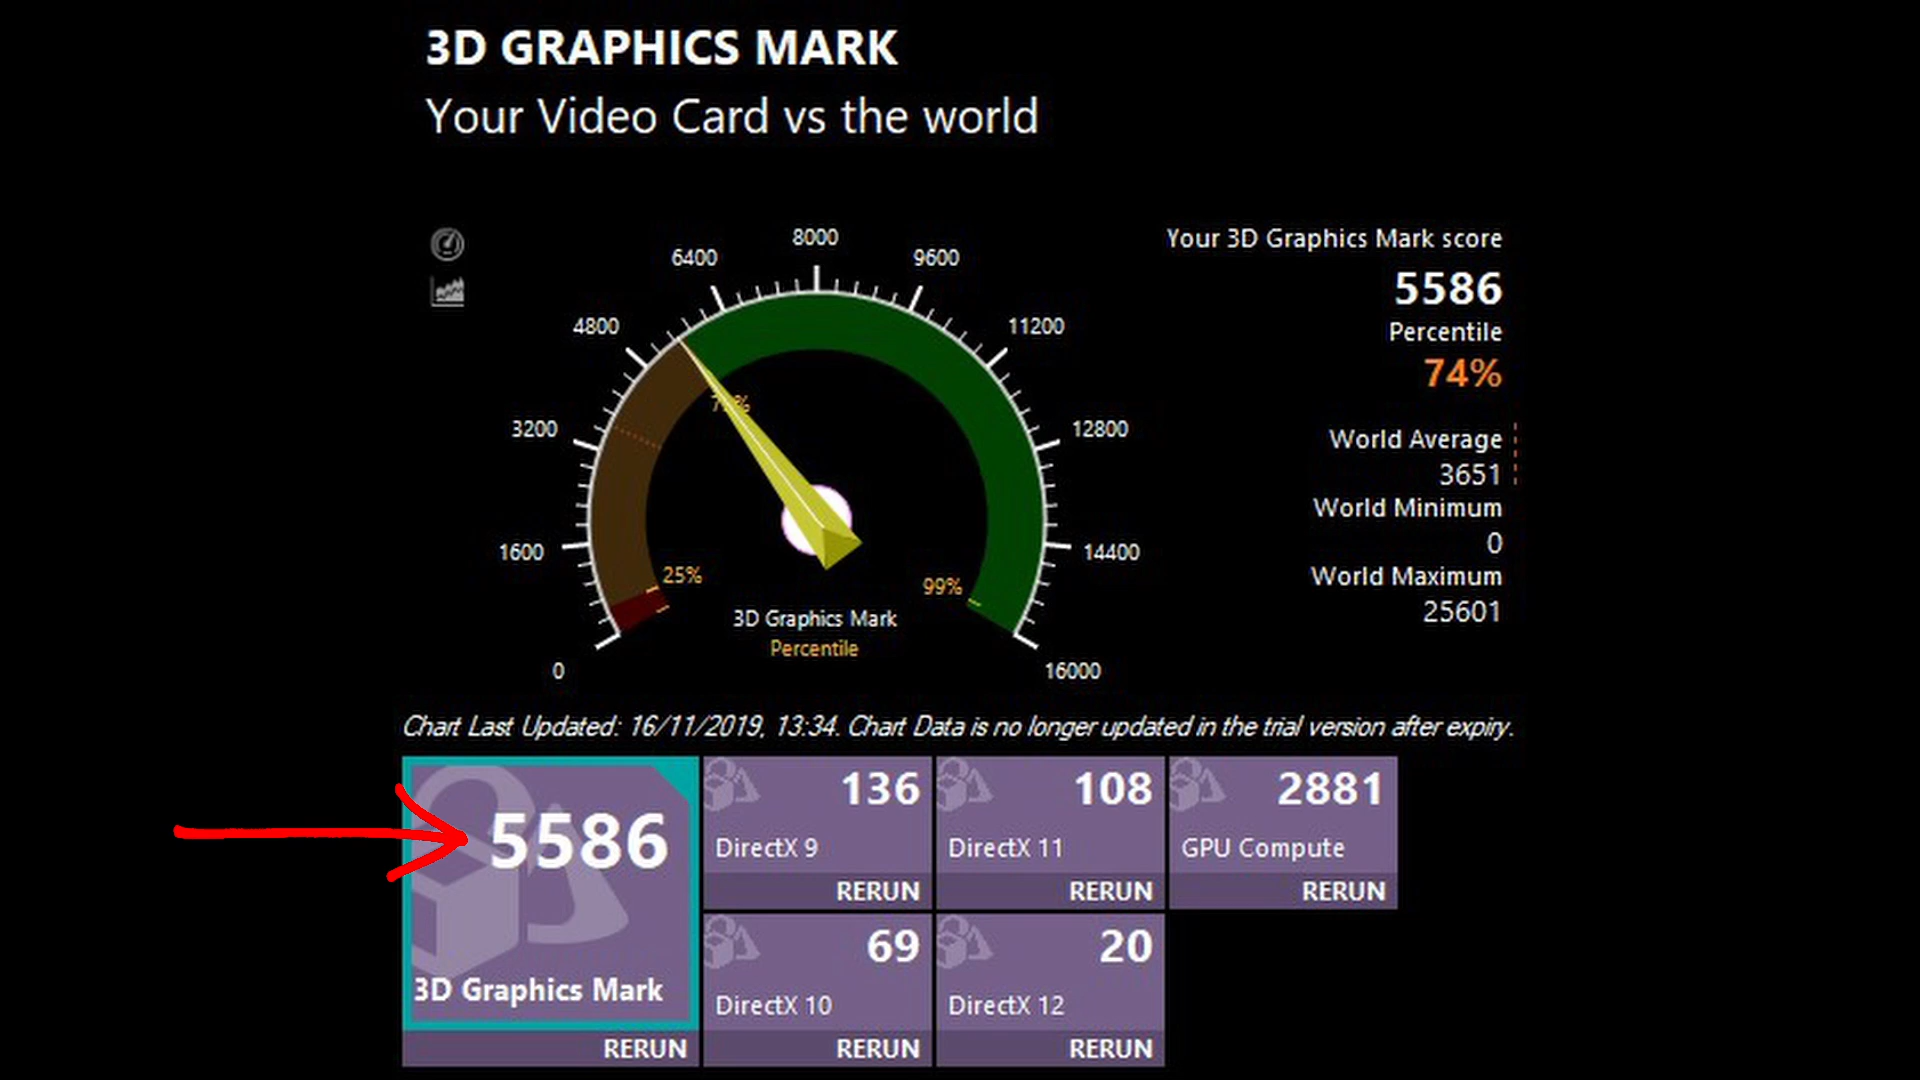 3D GRAPHICS MARK
Your Video Card vs the world
Your 3D Graphics Mark score
5586
Percentile
74%
World Average
3651
World Minimum
0
World Maximum
25601
0
1600
3200
4800
6400
8000
9600
11200
12800
14400
16000
25%
99%
3D Graphics Mark
Percentile
Chart Last Updated: 16/11/2019, 13:34. Chart Data is no longer updated in the trial version after expiry.
5586
3D Graphics Mark
RERUN
136
DirectX 9
RERUN
108
DirectX 11
RERUN
2881
GPU Compute
RERUN
69
DirectX 10
RERUN
20
DirectX 12
RERUN